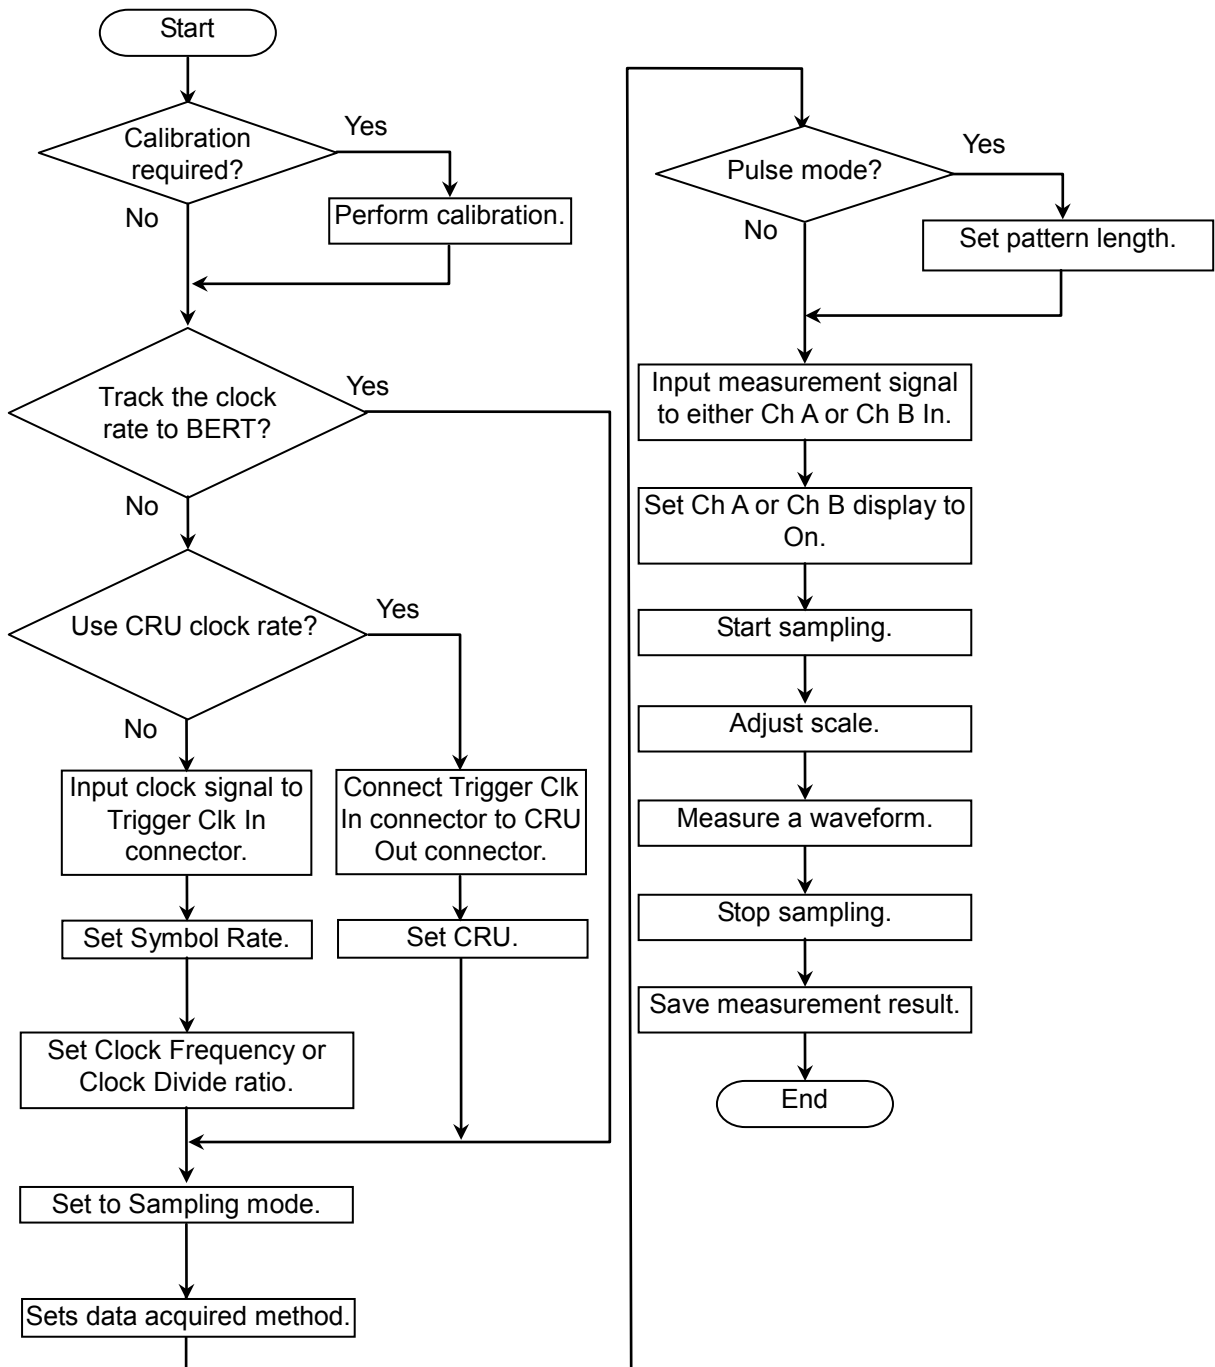 Start
Calibration
required?
Yes
No
Perform calibration.
Track the clock
rate to BERT?
Yes
No
Use CRU clock rate?
Yes
No
Input clock signal to
Trigger Clk In
connector.
Connect Trigger Clk
In connector to CRU
Out connector.
Set Symbol Rate.
Set CRU.
Set Clock Frequency or
Clock Divide ratio.
Set to Sampling mode.
Sets data acquired method.
Pulse mode?
Yes
No
Set pattern length.
Input measurement signal
to either Ch A or Ch B In.
Set Ch A or Ch B display to
On.
Start sampling.
Adjust scale.
Measure a waveform.
Stop sampling.
Save measurement result.
End